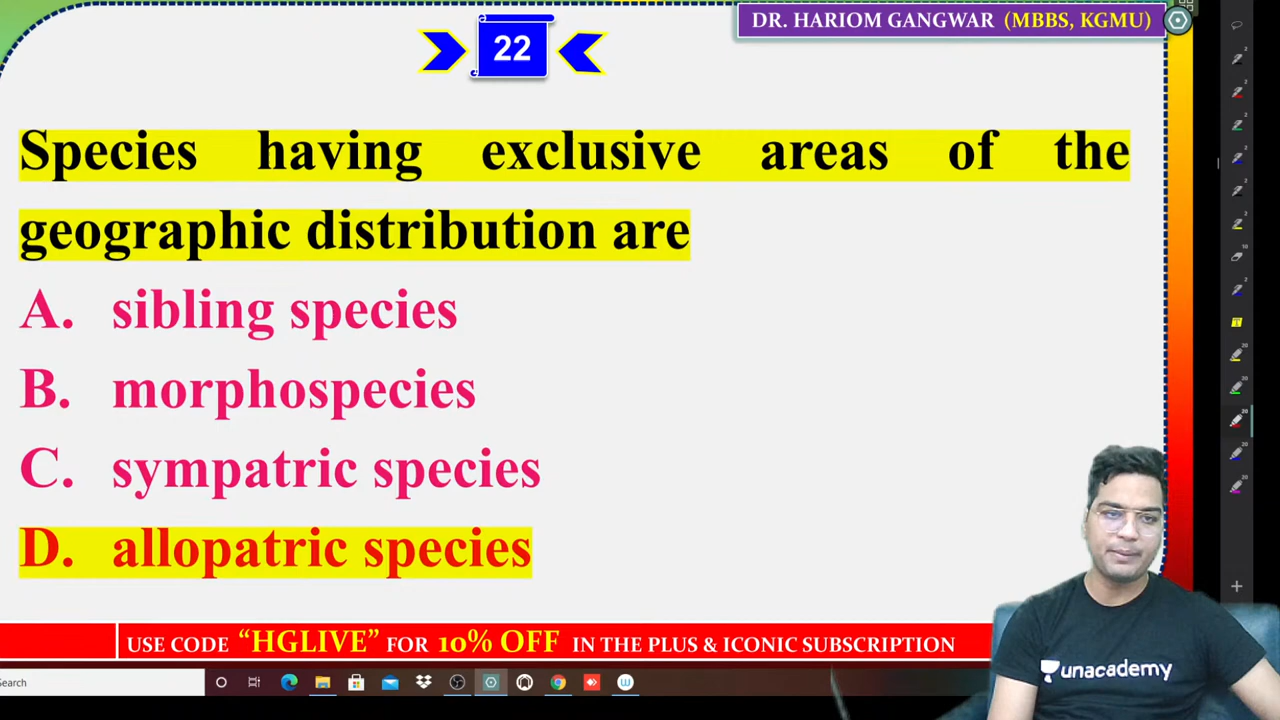 DR. HARIOM GANGWAR (MBBS, KGMU)
22
Species having exclusive areas of the
geographic distribution are
A. sibling species
B. morphospecies
C. sympatric species
D. allopatric species
USE CODE “HGLIVE” FOR 10% OFF IN THE PLUS & ICONIC SUBSCRIPTION
unacademy
Search